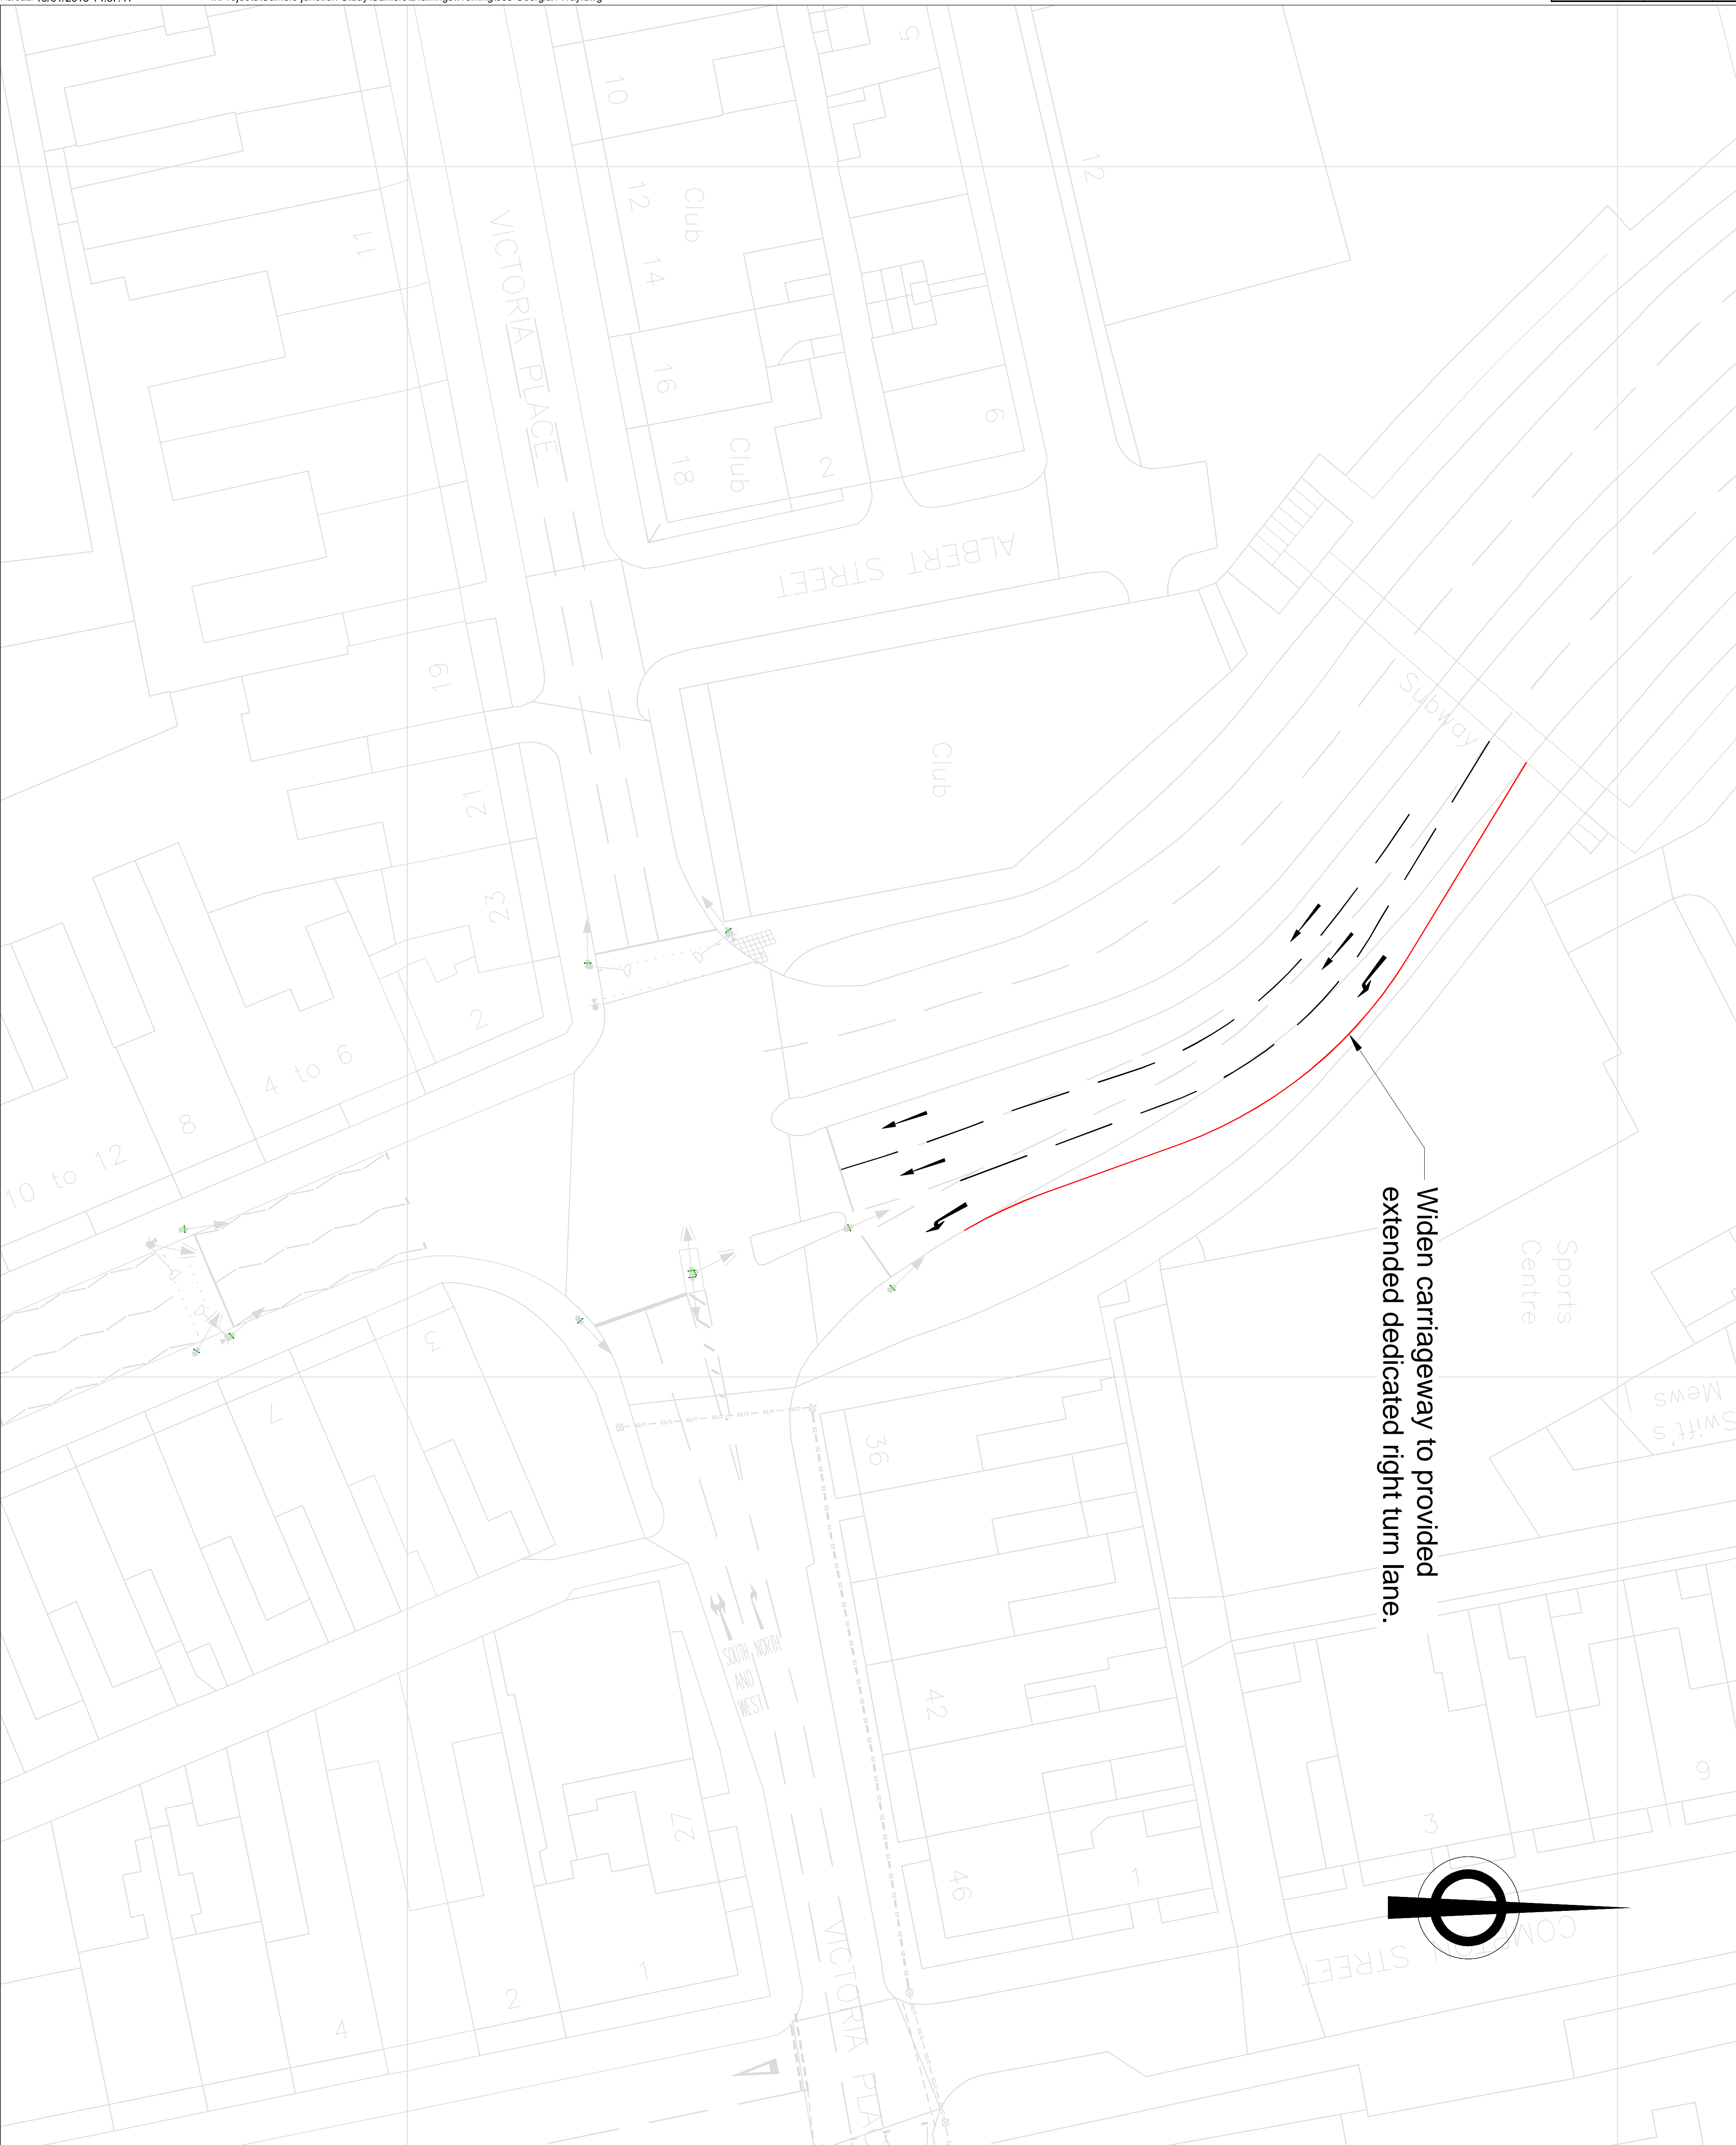 Widen carriageway to provided
extended dedicated right turn lane.
VICTORIA PLACE
ALBERT STREET
Subway
Club
Club
Club
Sports
Centre
Swift's
Mews
COMPTON STREET
VICTORIA PLA
SOUTH
AND
WEST
NORTH
10
12
14
16
18
2
5
6
12
11
19
21
23
2
4 to 6
8
10 to 12
3
7
36
42
46
1
27
1
2
4
3
9